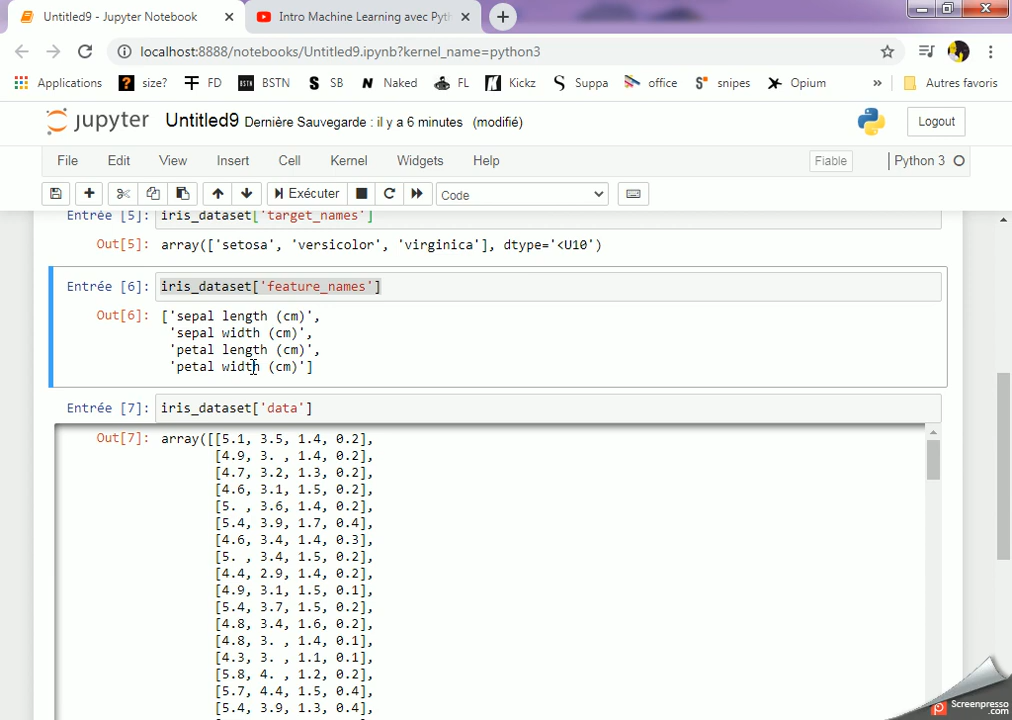 Untitled9 - Jupyter Notebook
Intro Machine Learning avec Pyth
localhost:8888/notebooks/Untitled9.ipynb?kernel_name=python3
Applications
? size?
FD
BSTN BSTN
S SB
N Naked
FL
K Kickz
S Suppa
office
S snipes
Opium
»
Autres favoris
jupyter Untitled9 Dernière Sauvegarde : il y a 6 minutes (modifié)
Logout
File Edit View Insert Cell Kernel Widgets Help
Fiable
Python 3
Exécuter
Code
Entrée [5]: iris_dataset['target_names']
Out[5]: array(['setosa', 'versicolor', 'virginica'], dtype='<U10')
Entrée [6]: iris_dataset['feature_names']
Out[6]: ['sepal length (cm)',
'sepal width (cm)',
'petal length (cm)',
'petal width (cm)']
Entrée [7]: iris_dataset['data']
Out[7]: array([[5.1, 3.5, 1.4, 0.2],
[4.9, 3. , 1.4, 0.2],
[4.7, 3.2, 1.3, 0.2],
[4.6, 3.1, 1.5, 0.2],
[5. , 3.6, 1.4, 0.2],
[5.4, 3.9, 1.7, 0.4],
[4.6, 3.4, 1.4, 0.3],
[5. , 3.4, 1.5, 0.2],
[4.4, 2.9, 1.4, 0.2],
[4.9, 3.1, 1.5, 0.1],
[5.4, 3.7, 1.5, 0.2],
[4.8, 3.4, 1.6, 0.2],
[4.8, 3. , 1.4, 0.1],
[4.3, 3. , 1.1, 0.1],
[5.8, 4. , 1.2, 0.2],
[5.7, 4.4, 1.5, 0.4],
[5.4, 3.9, 1.3, 0.4],
Screenpresso
.com